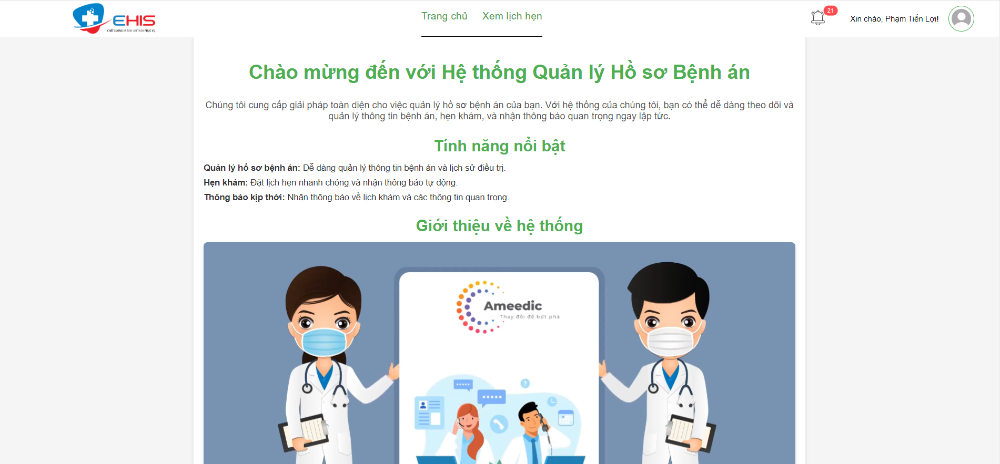 EHIS
CHẤT LƯỢNG AN TÂM, ÂN THẦM PHỤC VỤ
Trang chủ
Xem lịch hẹn
21
Xin chào, Phạm Tiến Lợi!
Chào mừng đến với Hệ thống Quản lý Hồ sơ Bệnh án
Chúng tôi cung cấp giải pháp toàn diện cho việc quản lý hồ sơ bệnh án của bạn. Với hệ thống của chúng tôi, bạn có thể dễ dàng theo dõi và
quản lý thông tin bệnh án, hẹn khám, và nhận thông báo quan trọng ngay lập tức.
Tính năng nổi bật
Quản lý hồ sơ bệnh án: Dễ dàng quản lý thông tin bệnh án và lịch sử điều trị.
Hẹn khám: Đặt lịch hẹn nhanh chóng và nhận thông báo tự động.
Thông báo kịp thời: Nhận thông báo về lịch khám và các thông tin quan trọng.
Giới thiệu về hệ thống
Ameedic
Thay đổi để bứt phá
?